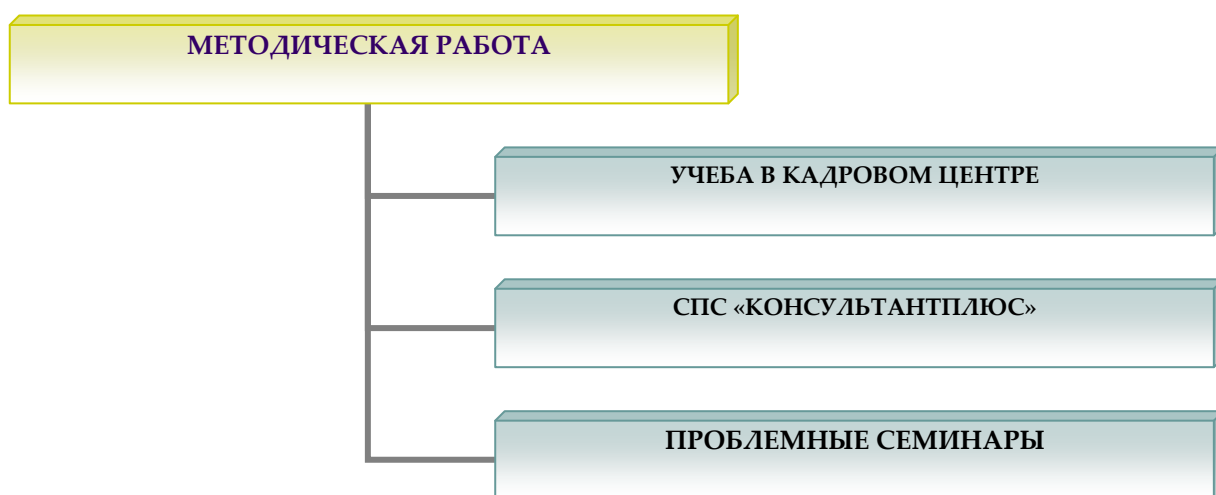 МЕТОДИЧЕСКАЯ РАБОТА
УЧЕБА В КАДРОВОМ ЦЕНТРЕ
СПС «КОНСУЛЬТАНТПЛЮС»
ПРОБЛЕМНЫЕ СЕМИНАРЫ